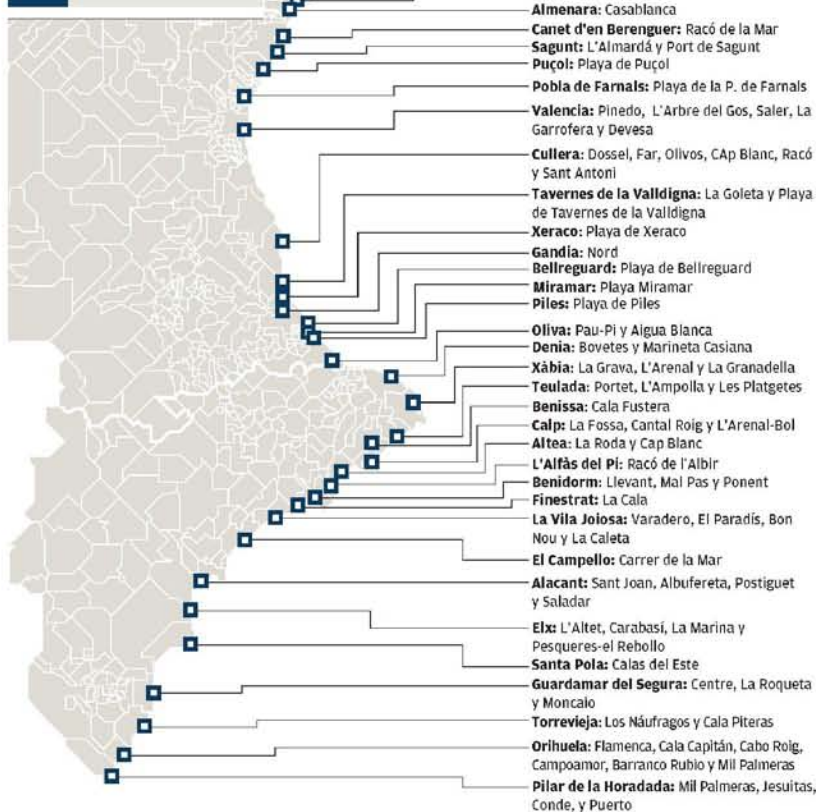 Almenara: Casablanca
Canet d'en Berenguer: Racó de la Mar
Sagunt: L'Almardá y Port de Sagunt
Puçol: Playa de Puçol
Pobla de Farnals: Playa de la P. de Farnals
Valencia: Pinedo, L'Arbre del Gos, Saler, La
Garrofera y Devesa
Cullera: Dossel, Far, Olivos, CAp Blanc, Racó
y Sant Antoni
Tavernes de la Valldigna: La Goleta y Playa
de Tavernes de la Valldigna
Xeraco: Playa de Xeraco
Gandia: Nord
Bellreguard: Playa de Bellreguard
Miramar: Playa Miramar
Piles: Playa de Piles
Oliva: Pau-Pi y Aigua Blanca
Denia: Bovetes y Marineta Casiana
Xàbia: La Grava, L'Arenal y La Granadella
Teulada: Portet, L'Ampolla y Les Platgetes
Benissa: Cala Fustera
Calp: La Fossa, Cantal Roig y L'Arenal-Bol
Altea: La Roda y Cap Blanc
L'Alfàs del Pí: Racó de l'Albir
Benidorm: Llevant, Mal Pas y Ponent
Finestrat: La Cala
La Vila Joiosa: Varadero, El Paradís, Bon
Nou y La Caleta
El Campello: Carrer de la Mar
Alacant: Sant Joan, Albufereta, Postiguet
y Saladar
Elx: L'Altet, Carabasí, La Marina y
Pesqueres-el Rebollo
Santa Pola: Calas del Este
Guardamar del Segura: Centre, La Roqueta
y Moncaio
Torrevieja: Los Náufragos y Cala Piteras
Orihuela: Flamenca, Cala Capitán, Cabo Roig,
Campoamor, Barranco Rubio y Mil Palmeras
Pilar de la Horadada: Mil Palmeras, Jesuitas,
Conde, y Puerto